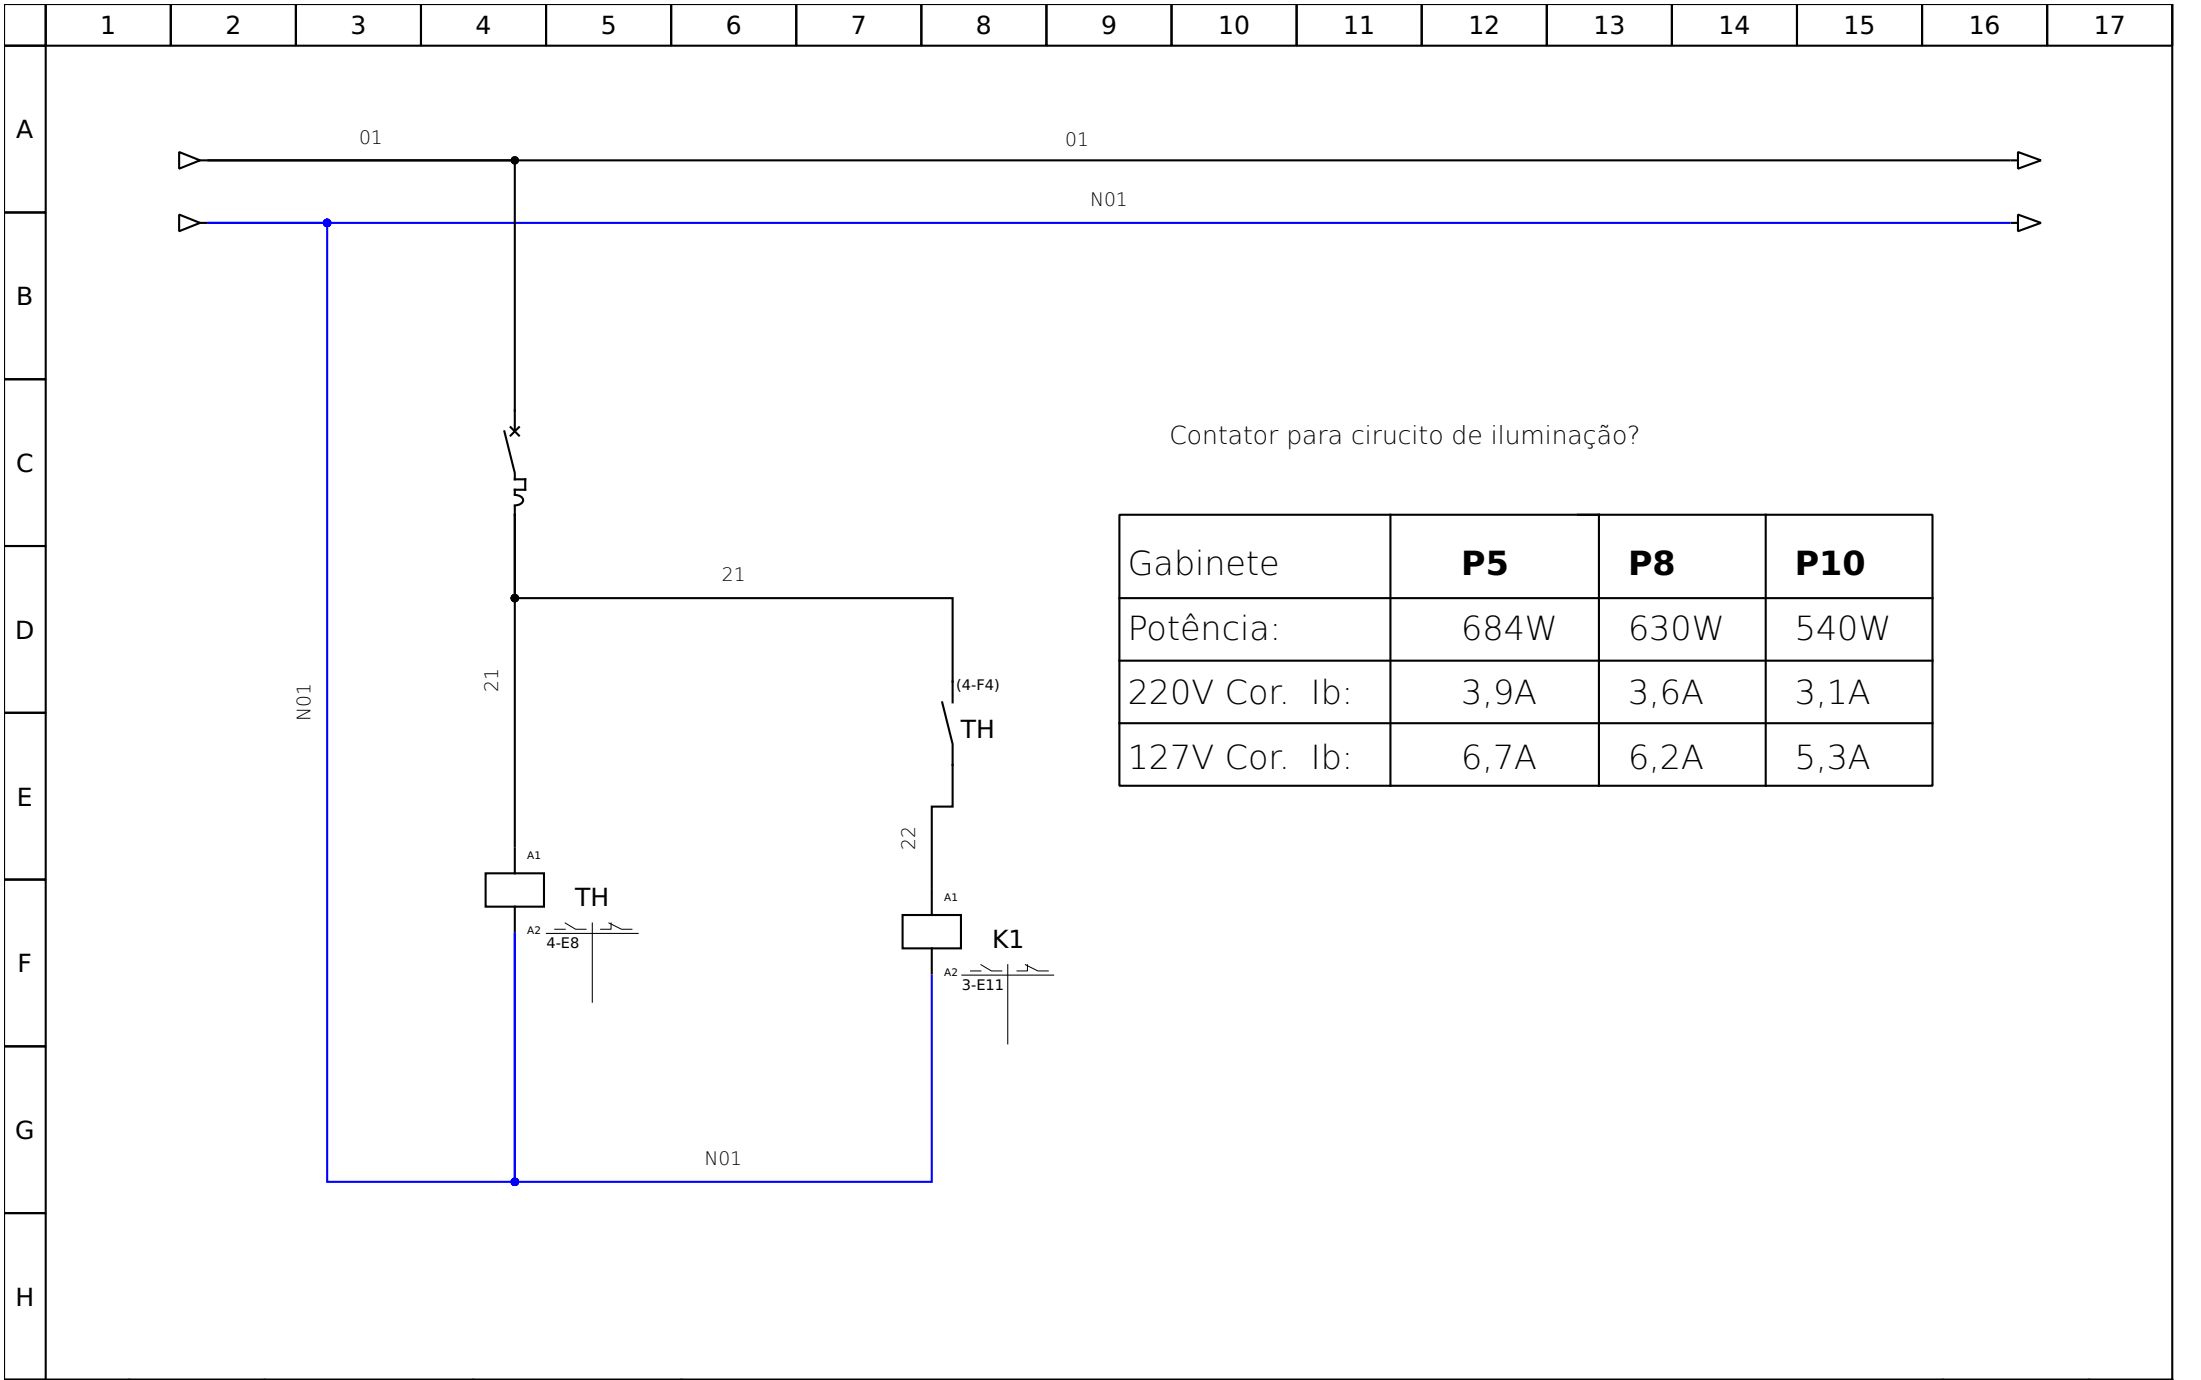 1 2 3 4 5 6 7 8 9 10 11 12 13 14 15 16 17
A
01 01
N01
B
Contator para cirucito de iluminação?
C
Gabinete P5 P8 P10
21
D
Potência: 684W 630W 540W
21
N01
(4-F4)
220V Cor. Ib: 3,9A 3,6A 3,1A
TH
127V Cor. Ib: 6,7A 6,2A 5,3A
E
22
A1
TH
A1
A2
4-E8
K1
F
A2
3-E11
G
N01
H